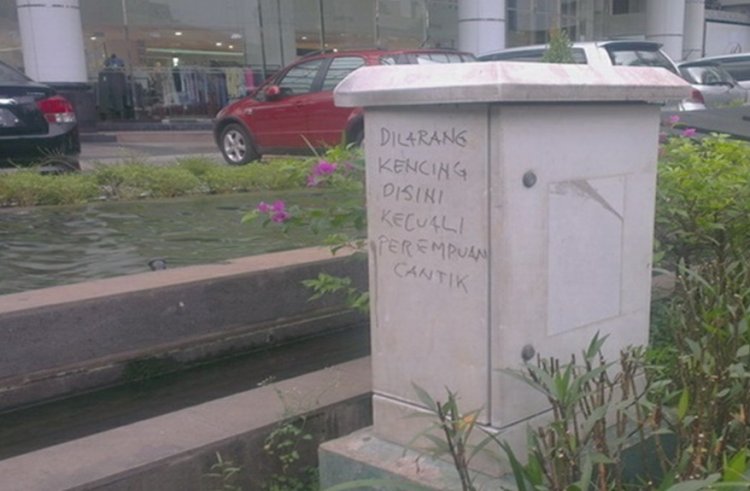 DILARANG
KENCING
DISINI
KECUALI
PEREMPUAN
CANTIK